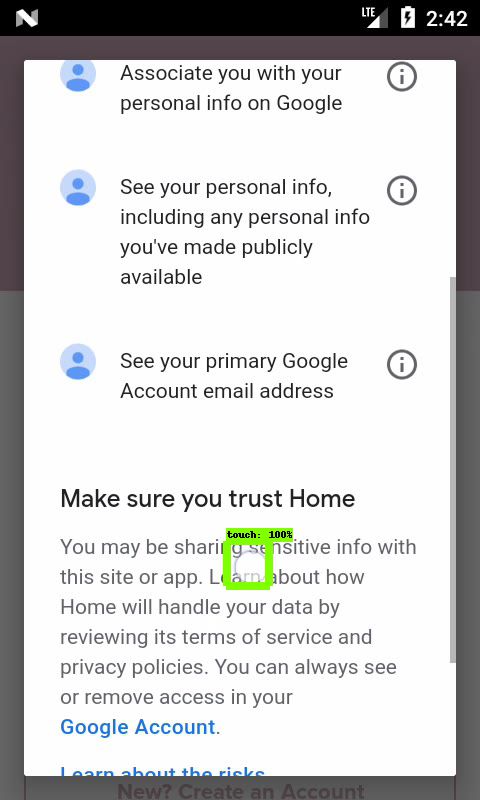 LTE 2:42
Associate you with your
personal info on Google
See your personal info,
including any personal info
you've made publicly
available
See your primary Google
Account email address
Make sure you trust Home
touch: 100%
You may be sharing sensitive info with
this site or app. Learn about how
Home will handle your data by
reviewing its terms of service and
privacy policies. You can always see
or remove access in your
Google Account.
Learn about the risks
New? Create an Account